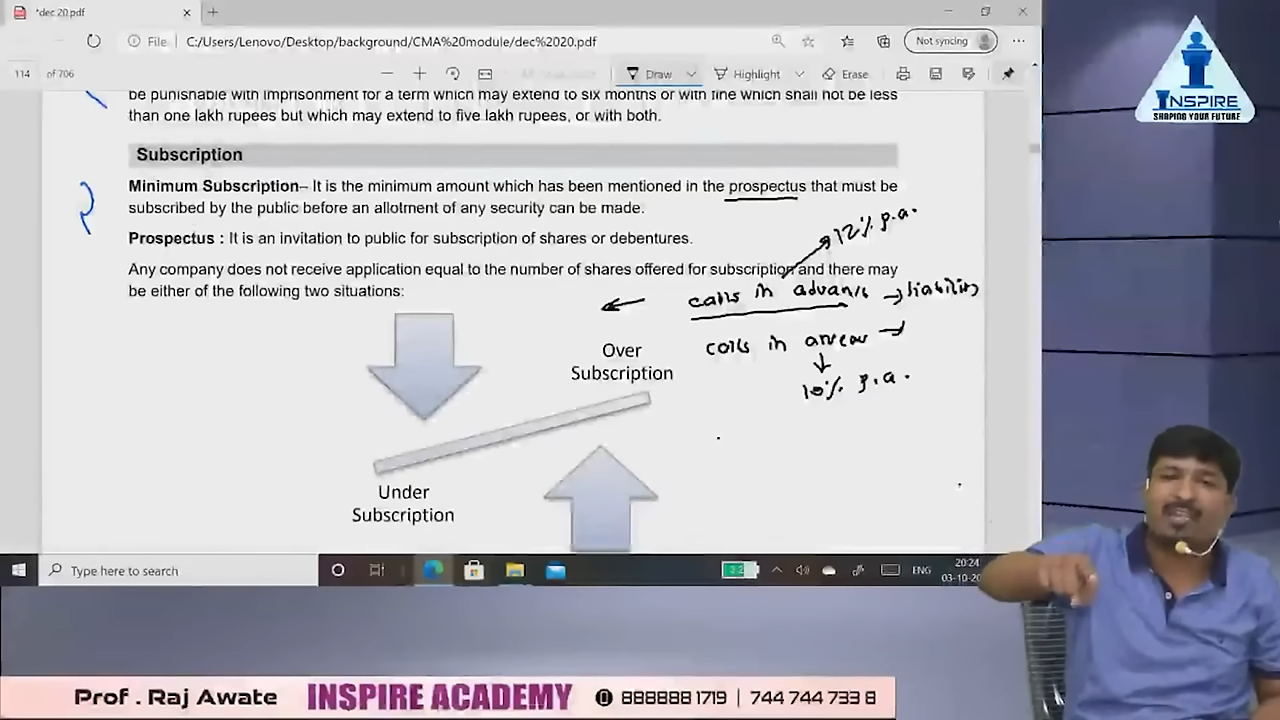 *dec 20.pdf
File
C:/Users/Lenovo/Desktop/background/CMA%20module/dec%2020.pdf
Not syncing
114 of 706
Draw
Highlight
Erase
be punishable with imprisonment for a term which may extend to six months or with fine which shall not be less
than one lakh rupees but which may extend to five lakh rupees, or with both.
Subscription
Minimum Subscription– It is the minimum amount which has been mentioned in the prospectus that must be
subscribed by the public before an allotment of any security can be made.
Prospectus : It is an invitation to public for subscription of shares or debentures.
12% p.a.
Any company does not receive application equal to the number of shares offered for subscription and there may
be either of the following two situations:
calls in advance → liability
calls in arrear →
10% p.a.
Over
Subscription
Under
Subscription
Type here to search
ENG
20:24
03-10-20
INSPIRE
SHAPING YOUR FUTURE
Prof . Raj Awate INSPIRE ACADEMY 888888 1719 | 744 744 733 8